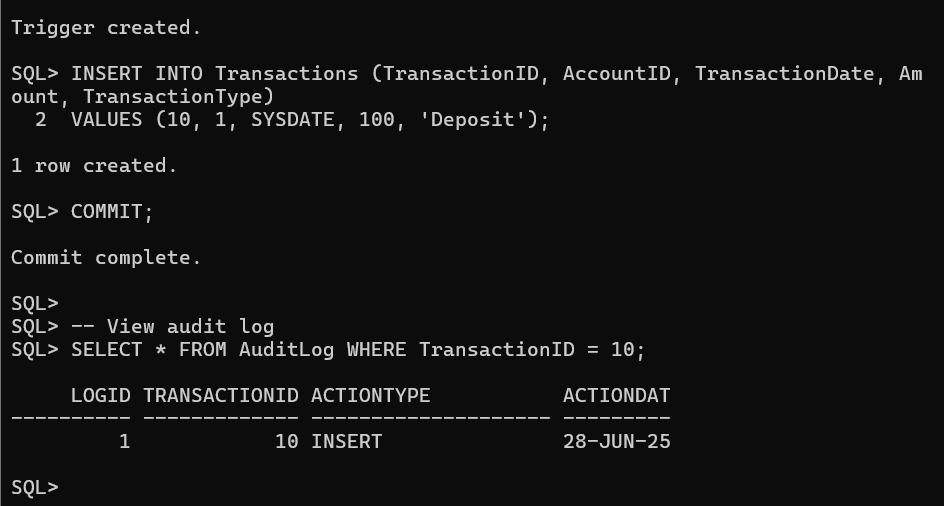 Trigger created.
SQL> INSERT INTO Transactions (TransactionID, AccountID, TransactionDate, Am
ount, TransactionType)
  2  VALUES (10, 1, SYSDATE, 100, 'Deposit');
1 row created.
SQL> COMMIT;
Commit complete.
SQL>
SQL> -- View audit log
SQL> SELECT * FROM AuditLog WHERE TransactionID = 10;
     LOGID TRANSACTIONID ACTIONTYPE           ACTIONDAT
---------- ------------- -------------------- ---------
         1            10 INSERT               28-JUN-25
SQL>